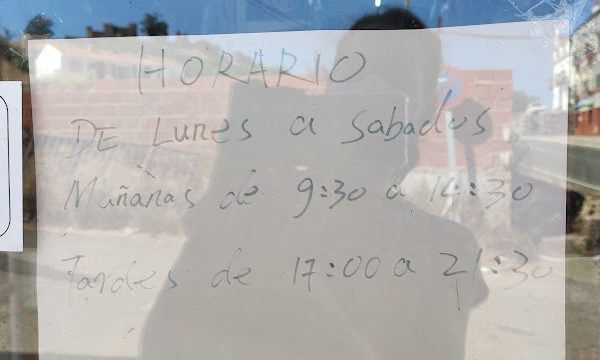 HORARIO
DE Lunes a Sabados
Mañanas de 9:30 a 14:30
Tardes de 17:00 a 21:30